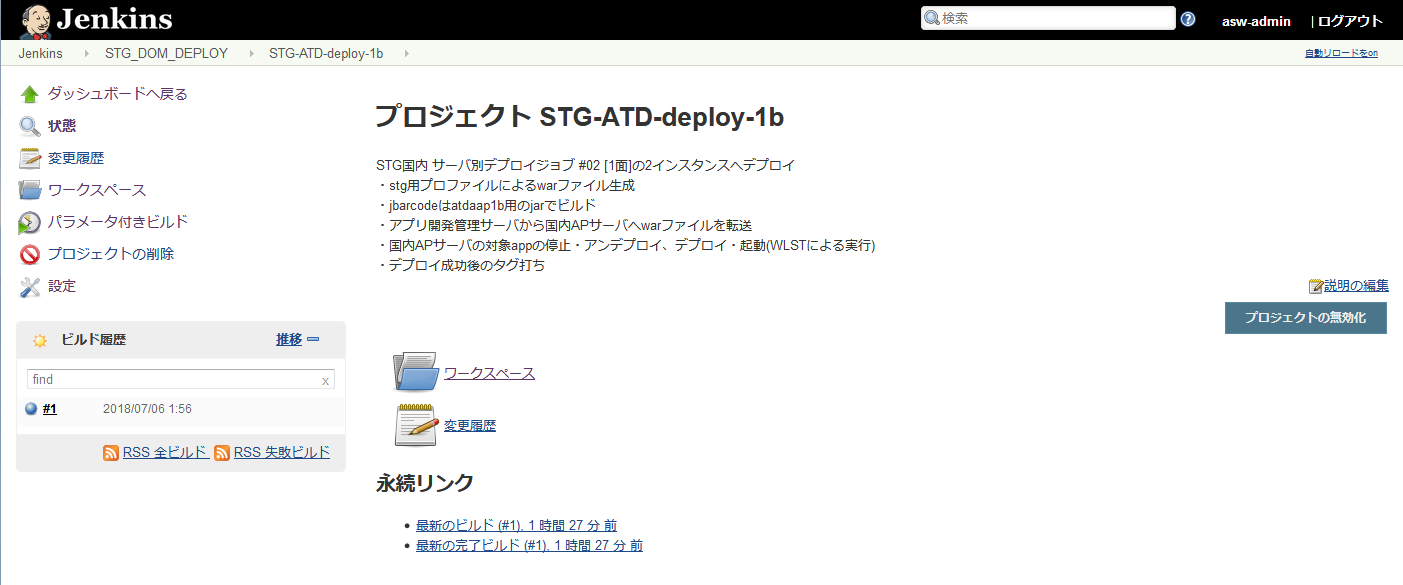 Jenkins
検索
?
asw-admin
| ログアウト
Jenkins
STG_DOM_DEPLOY
STG-ATD-deploy-1b
自動リロードをon
ダッシュボードへ戻る
状態
変更履歴
ワークスペース
パラメータ付きビルド
プロジェクトの削除
設定
ビルド履歴
推移
find
x
#1
2018/07/06 1:56
RSS 全ビルド
RSS 失敗ビルド
プロジェクト STG-ATD-deploy-1b
STG国内 サーバ別デプロイジョブ #02 [1面]の2インスタンスへデプロイ
・stg用プロファイルによるwarファイル生成
・jbarcodeはatdaap1b用のjarでビルド
・アプリ開発管理サーバから国内APサーバへwarファイルを転送
・国内APサーバの対象appの停止・アンデプロイ、デプロイ・起動(WLSTによる実行)
・デプロイ成功後のタグ打ち
説明の編集
プロジェクトの無効化
ワークスペース
変更履歴
永続リンク
最新のビルド (#1), 1 時間 27 分 前
最新の完了ビルド (#1), 1 時間 27 分 前